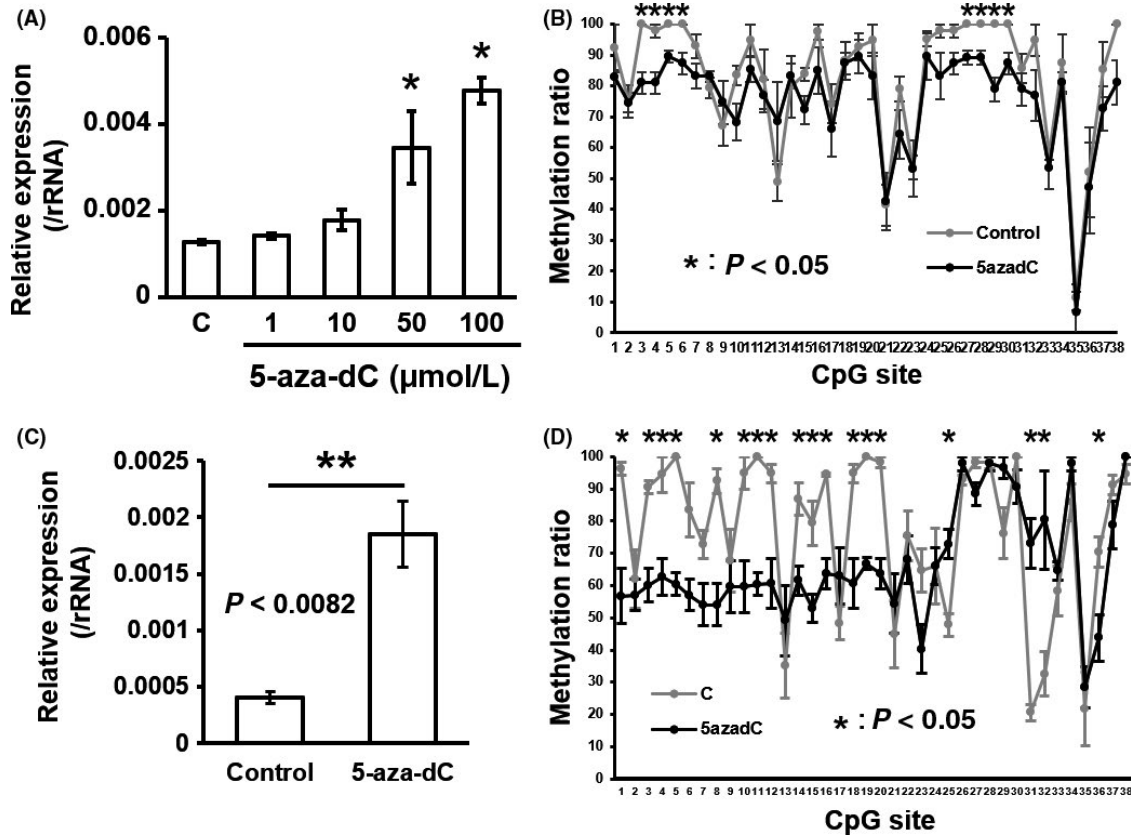 (A)
0.006
0.004
0.002
0
Relative expression
(/rRNA)
* *
C 1 10 50 100
5-aza-dC (µmol/L)
(B)
**** ****
100
90
80
70
60
50
40
30
20
10
0
Methylation ratio
Control
5azadC
* : P < 0.05
1 2 3 4 5 6 7 8 9 10 11 12 13 14 15 16 17 18 19 20 21 22 23 24 25 26 27 28 29 30 31 32 33 34 35 36 37 38
CpG site
(C)
0.0025
0.002
0.0015
0.001
0.0005
0
Relative expression
(/rRNA)
**
P < 0.0082
Control 5-aza-dC
(D)
* *** * *** *** *** * ** *
100
90
80
70
60
50
40
30
20
10
0
Methylation ratio
C
5azadC
* : P < 0.05
1 2 3 4 5 6 7 8 9 10 11 12 13 14 15 16 17 18 19 20 21 22 23 24 25 26 27 28 29 30 31 32 33 34 35 36 37 38
CpG site